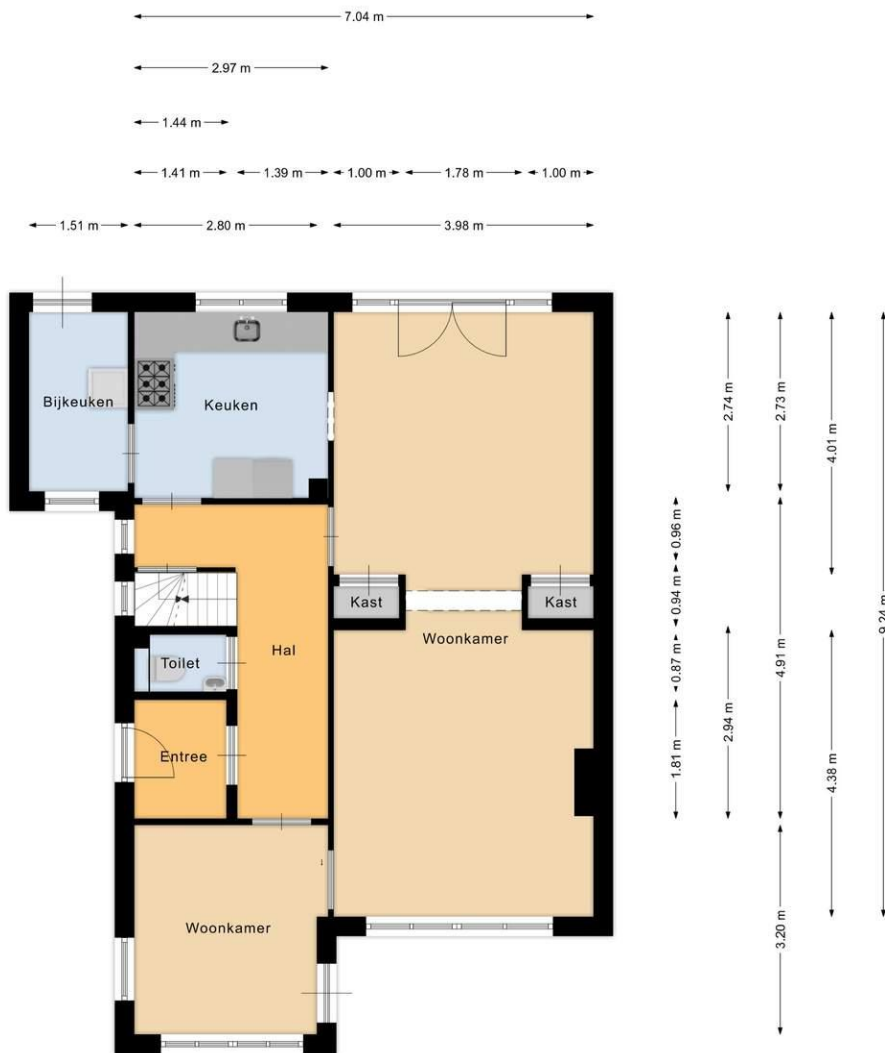 7.04 m
2.97 m
1.44 m
1.41 m 1.39 m 1.00 m 1.78 m 1.00 m
1.51 m 2.80 m 3.98 m
Bijkeuken
Keuken
Kast
Kast
Woonkamer
Hal
Toilet
Entree
Woonkamer
0.96 m
0.94 m
0.87 m
1.81 m
2.74 m
2.94 m
2.73 m
4.91 m
3.20 m
4.01 m
4.38 m
9.24 m